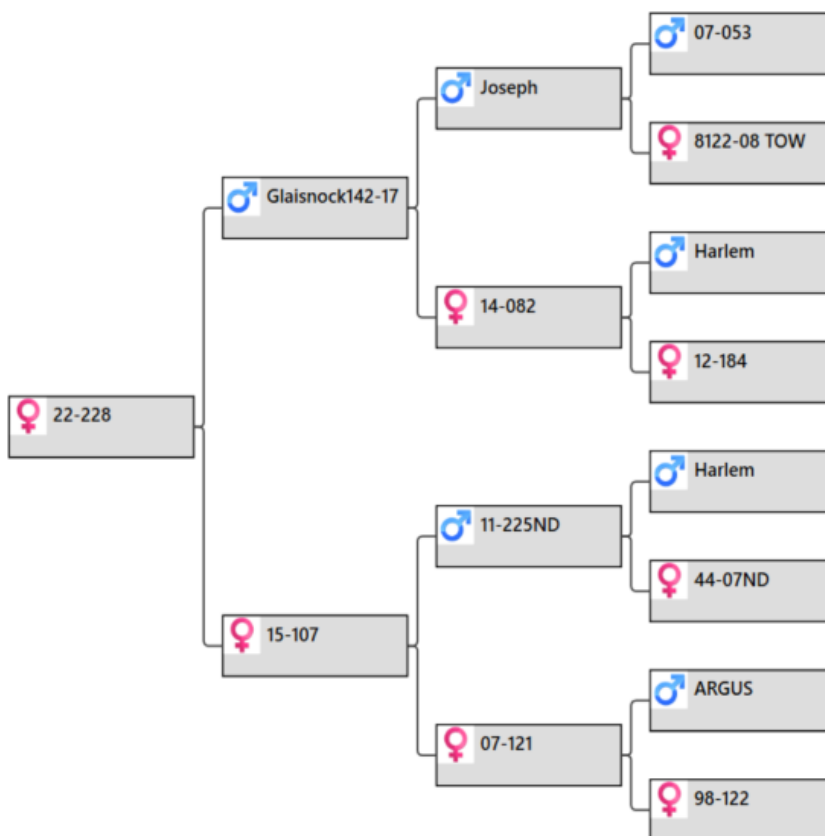 07-053
Joseph
8122-08 TOW
Glaisnock142-17
Harlem
14-082
12-184
22-228
Harlem
11-225ND
44-07ND
15-107
ARGUS
07-121
98-122